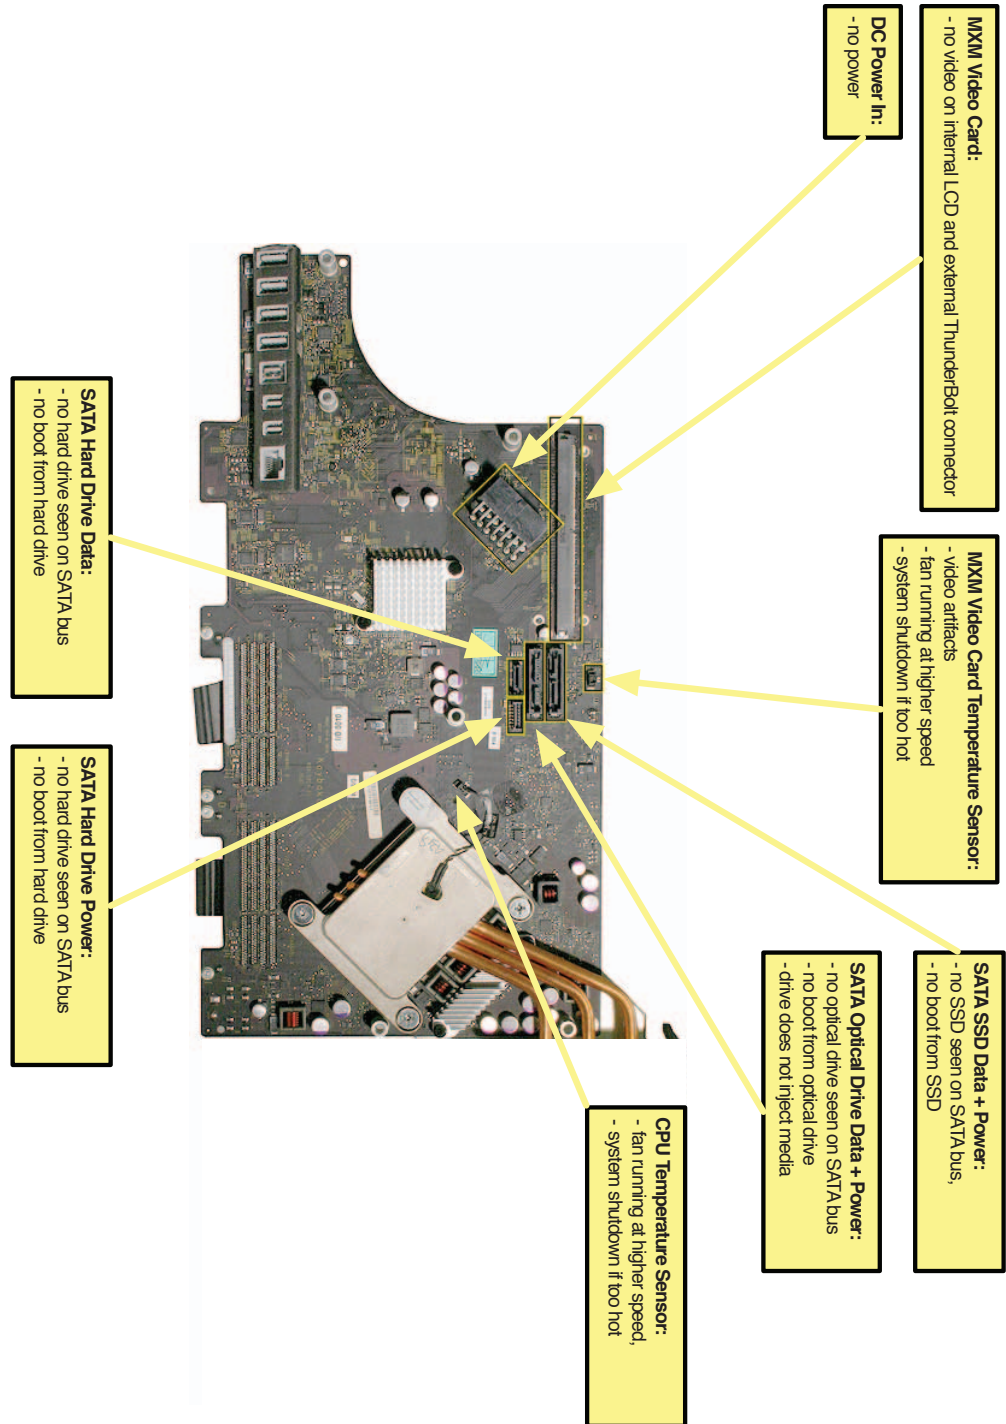 MXM Video Card:
- no video on internal LCD and external ThunderBolt connector
DC Power In:
- no power
MXM Video Card Temperature Sensor:
- video artifacts
- fan running at higher speed
- system shutdown if too hot
SATA SSD Data + Power:
- no SSD seen on SATA bus,
- no boot from SSD
SATA Optical Drive Data + Power:
- no optical drive seen on SATA bus
- no boot from optical drive
- drive does not inject media
CPU Temperature Sensor:
- fan running at higher speed,
- system shutdown if too hot
SATA Hard Drive Data:
- no hard drive seen on SATA bus
- no boot from hard drive
SATA Hard Drive Power:
- no hard drive seen on SATA bus
- no boot from hard drive